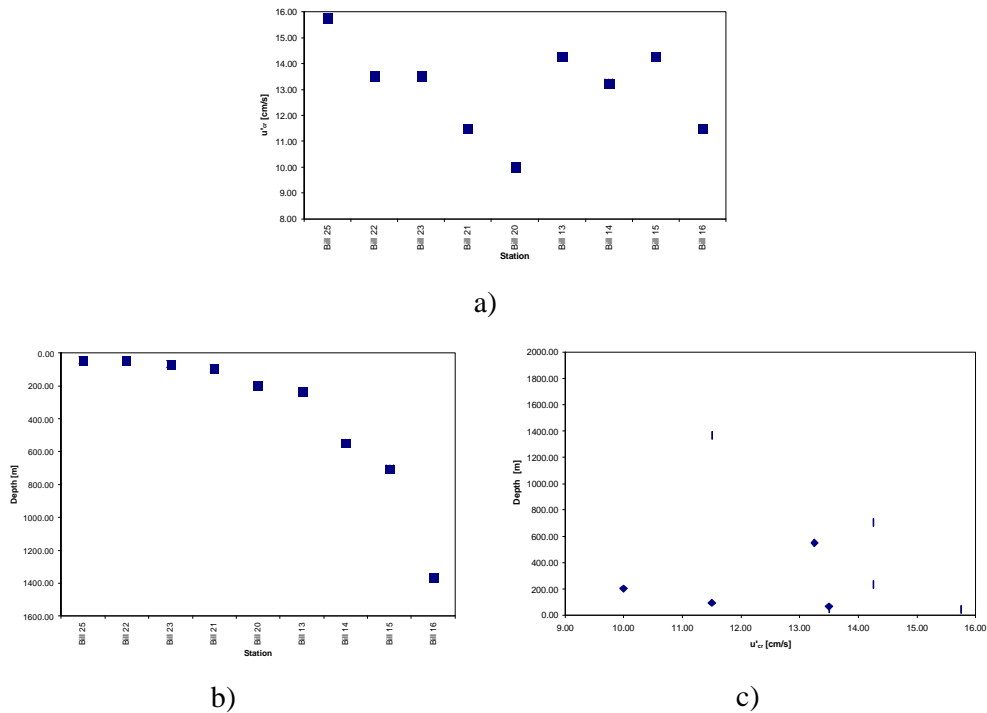 16.00
15.00
14.00
13.00
12.00
11.00
10.00
9.00
8.00
u'cr [cm/s]
Bill 25
Bill 22
Bill 23
Bill 21
Bill 20
Bill 13
Bill 14
Bill 15
Bill 16
Station
a)
0.00
200.00
400.00
600.00
800.00
1000.00
1200.00
1400.00
1600.00
Depth [m]
Bill 25
Bill 22
Bill 23
Bill 21
Bill 20
Bill 13
Bill 14
Bill 15
Bill 16
Station
b)
2000.00
1800.00
1600.00
1400.00
1200.00
1000.00
800.00
600.00
400.00
200.00
0.00
Depth [m]
9.00 10.00 11.00 12.00 13.00 14.00 15.00 16.00
u'cr [cm/s]
c)